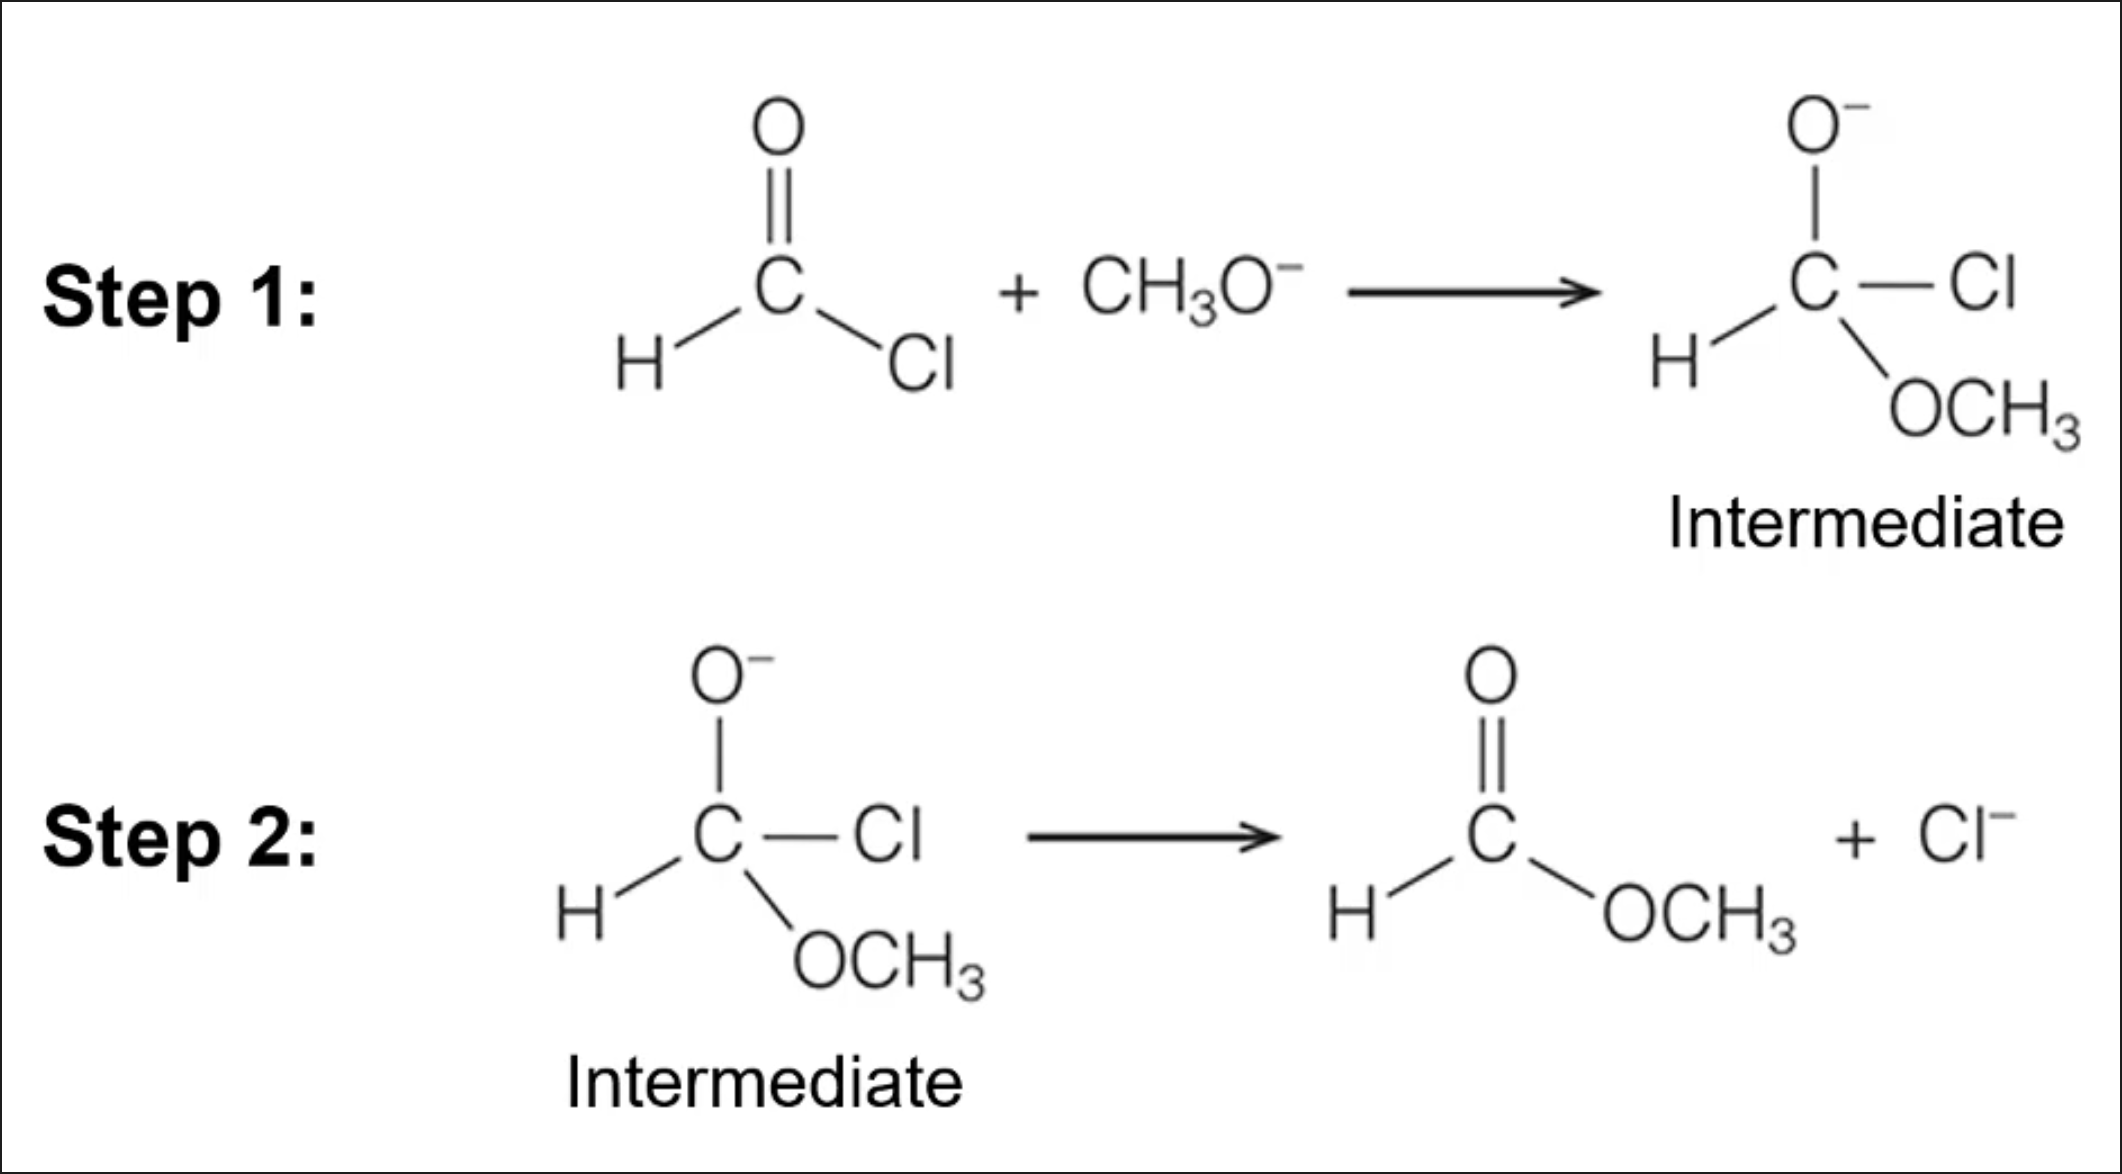 O O⁻
Step 1: C + CH₃O⁻ C Cl
H Cl H OCH₃
Intermediate
O⁻ O
Step 2: C Cl C + Cl⁻
H OCH₃ H OCH₃
Intermediate